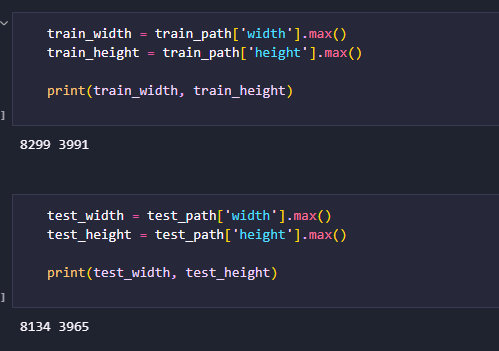 train_width = train_path['width'].max()
train_height = train_path['height'].max()
print(train_width, train_height)
]
8299 3991
test_width = test_path['width'].max()
test_height = test_path['height'].max()
print(test_width, test_height)
]
8134 3965